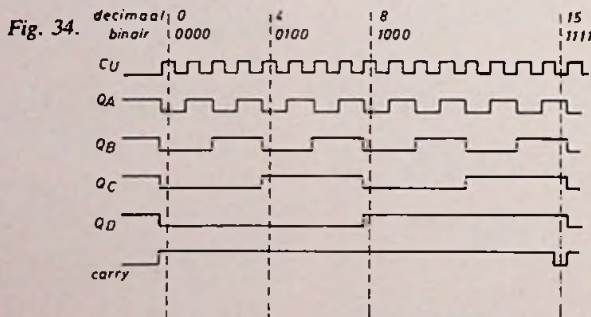 Fig. 34.
decimaal 0 4 8 15
binair 0000 0100 1000 1111
CU
QA
QB
QC
QD
carry